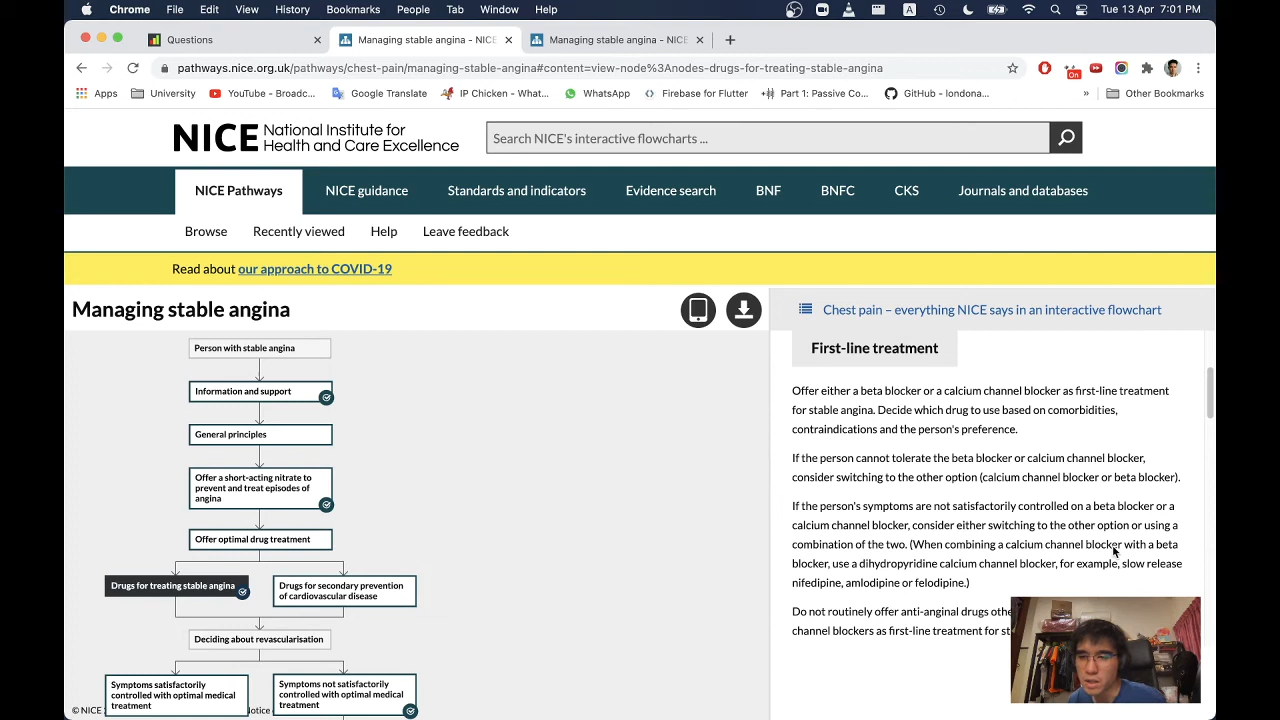 Chrome File Edit View History Bookmarks People Tab Window Help
A
Tue 13 Apr 7:01 PM
Questions
Managing stable angina - NICE
Managing stable angina - NICE
pathways.nice.org.uk/pathways/chest-pain/managing-stable-angina#content=view-node%3Anodes-drugs-for-treating-stable-angina
On
Apps University YouTube - Broadc... Google Translate IP Chicken - What... WhatsApp Firebase for Flutter Part 1: Passive Co... GitHub - londona... » Other Bookmarks
NICE National Institute for
Health and Care Excellence
Search NICE's interactive flowcharts ...
NICE Pathways NICE guidance Standards and indicators Evidence search BNF BNFC CKS Journals and databases
Browse Recently viewed Help Leave feedback
Read about our approach to COVID-19
Managing stable angina
Person with stable angina
Information and support
General principles
Offer a short-acting nitrate to
prevent and treat episodes of
angina
Offer optimal drug treatment
Drugs for treating stable angina
Drugs for secondary prevention
of cardiovascular disease
Deciding about revascularisation
Symptoms satisfactorily
controlled with optimal medical
treatment
Symptoms not satisfactorily
controlled with optimal medical
treatment
© NICE
Notice
Chest pain – everything NICE says in an interactive flowchart
First-line treatment
Offer either a beta blocker or a calcium channel blocker as first-line treatment
for stable angina. Decide which drug to use based on comorbidities,
contraindications and the person's preference.
If the person cannot tolerate the beta blocker or calcium channel blocker,
consider switching to the other option (calcium channel blocker or beta blocker).
If the person's symptoms are not satisfactorily controlled on a beta blocker or a
calcium channel blocker, consider either switching to the other option or using a
combination of the two. (When combining a calcium channel blocker with a beta
blocker, use a dihydropyridine calcium channel blocker, for example, slow release
nifedipine, amlodipine or felodipine.)
Do not routinely offer anti-anginal drugs
channel blockers as first-line treatment for